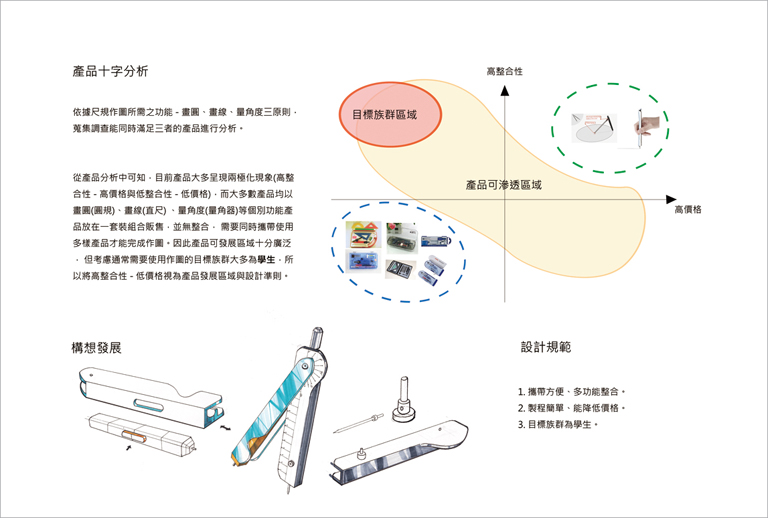 產品十字分析
依據尺規作圖所需之功能 - 畫圓、畫線、量角度三原則，
蒐集調查能同時滿足三者的產品進行分析。
從產品分析中可知，目前產品大多呈現兩極化現象(高整
合性 - 高價格與低整合性 - 低價格)，而大多數產品均以
畫圓(圓規)、畫線(直尺) 、量角度(量角器)等個別功能產
品放在一套裝組合販售，並無整合， 需要同時攜帶使用
多樣產品才能完成作圖。因此產品可發展區域十分廣泛
，但考慮通常需要使用作圖的目標族群大多為學生，所
以將高整合性 - 低價格視為產品發展區域與設計準則。
高整合性
目標族群區域
產品可滲透區域
高價格
構想發展
設計規範
1. 攜帶方便、多功能整合。
2. 製程簡單、能降低價格。
3. 目標族群為學生。